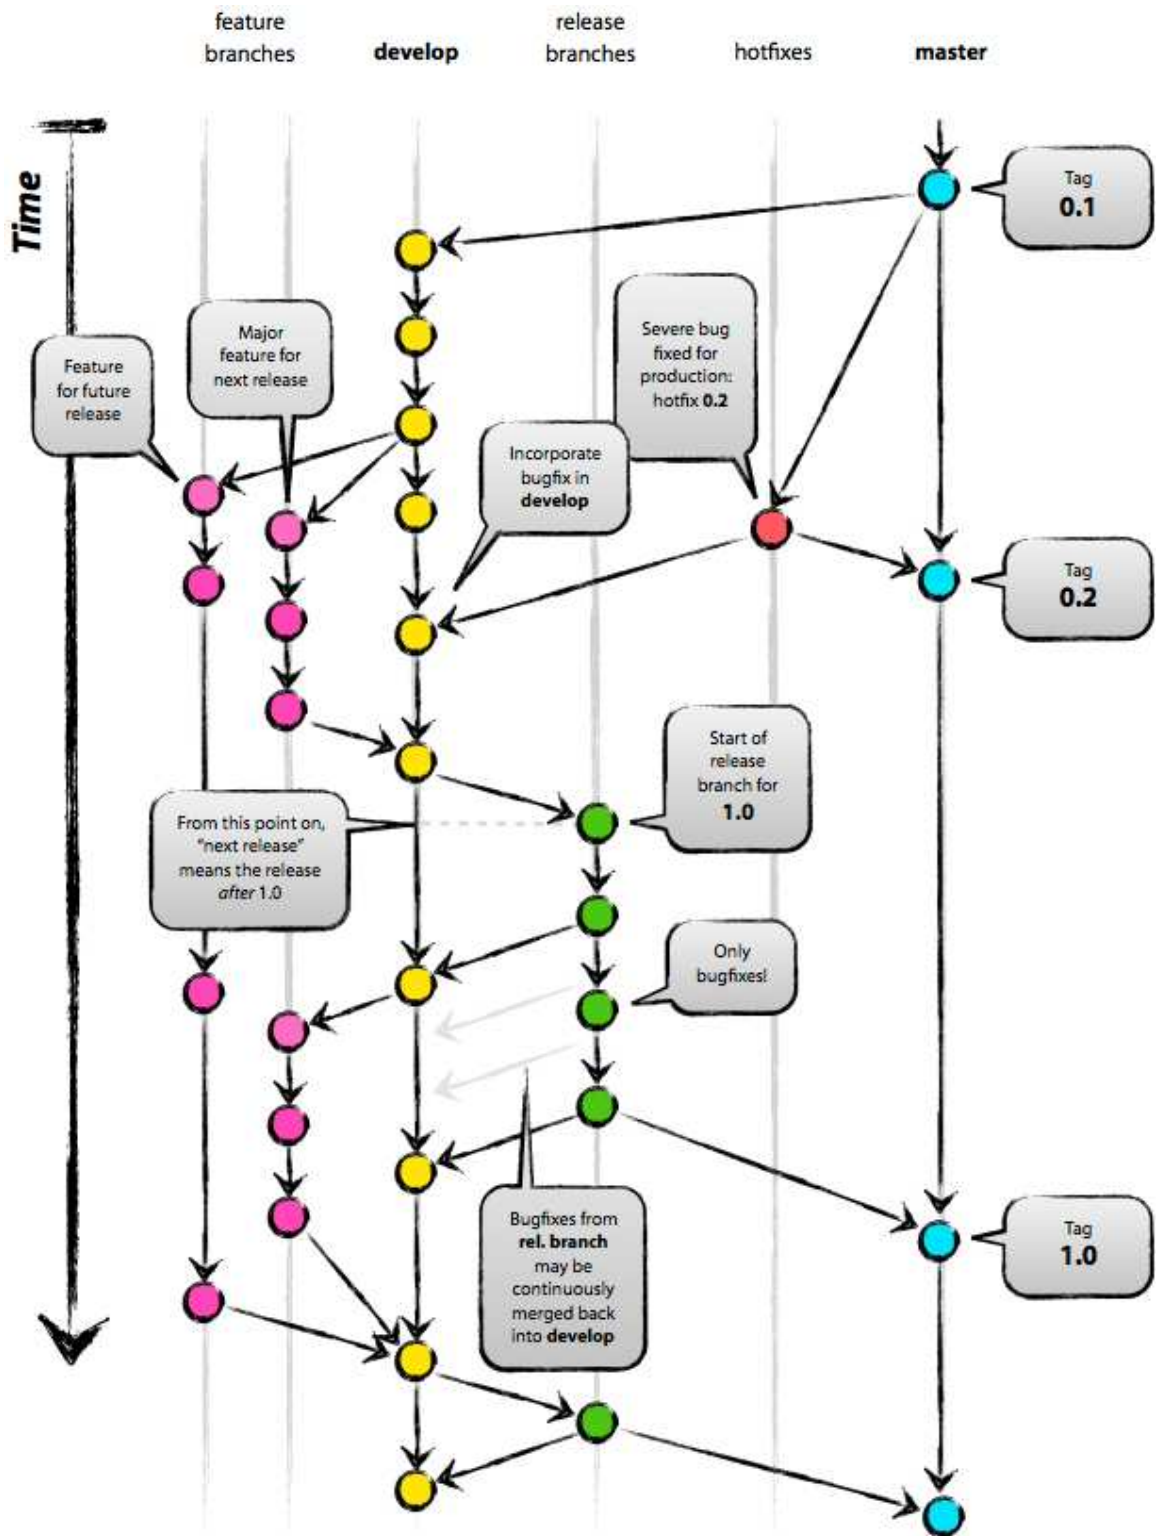 feature
branches
develop
release
branches
hotfixes
master
Time
Tag
0.1
Major
feature for
next release
Feature
for future
release
Severe bug
fixed for
production:
hotfix 0.2
Incorporate
bugfix in
develop
Tag
0.2
Start of
release
branch for
1.0
From this point on,
“next release”
means the release
after 1.0
Only
bugfixes!
Bugfixes from
rel. branch
may be
continuously
merged back
into develop
Tag
1.0